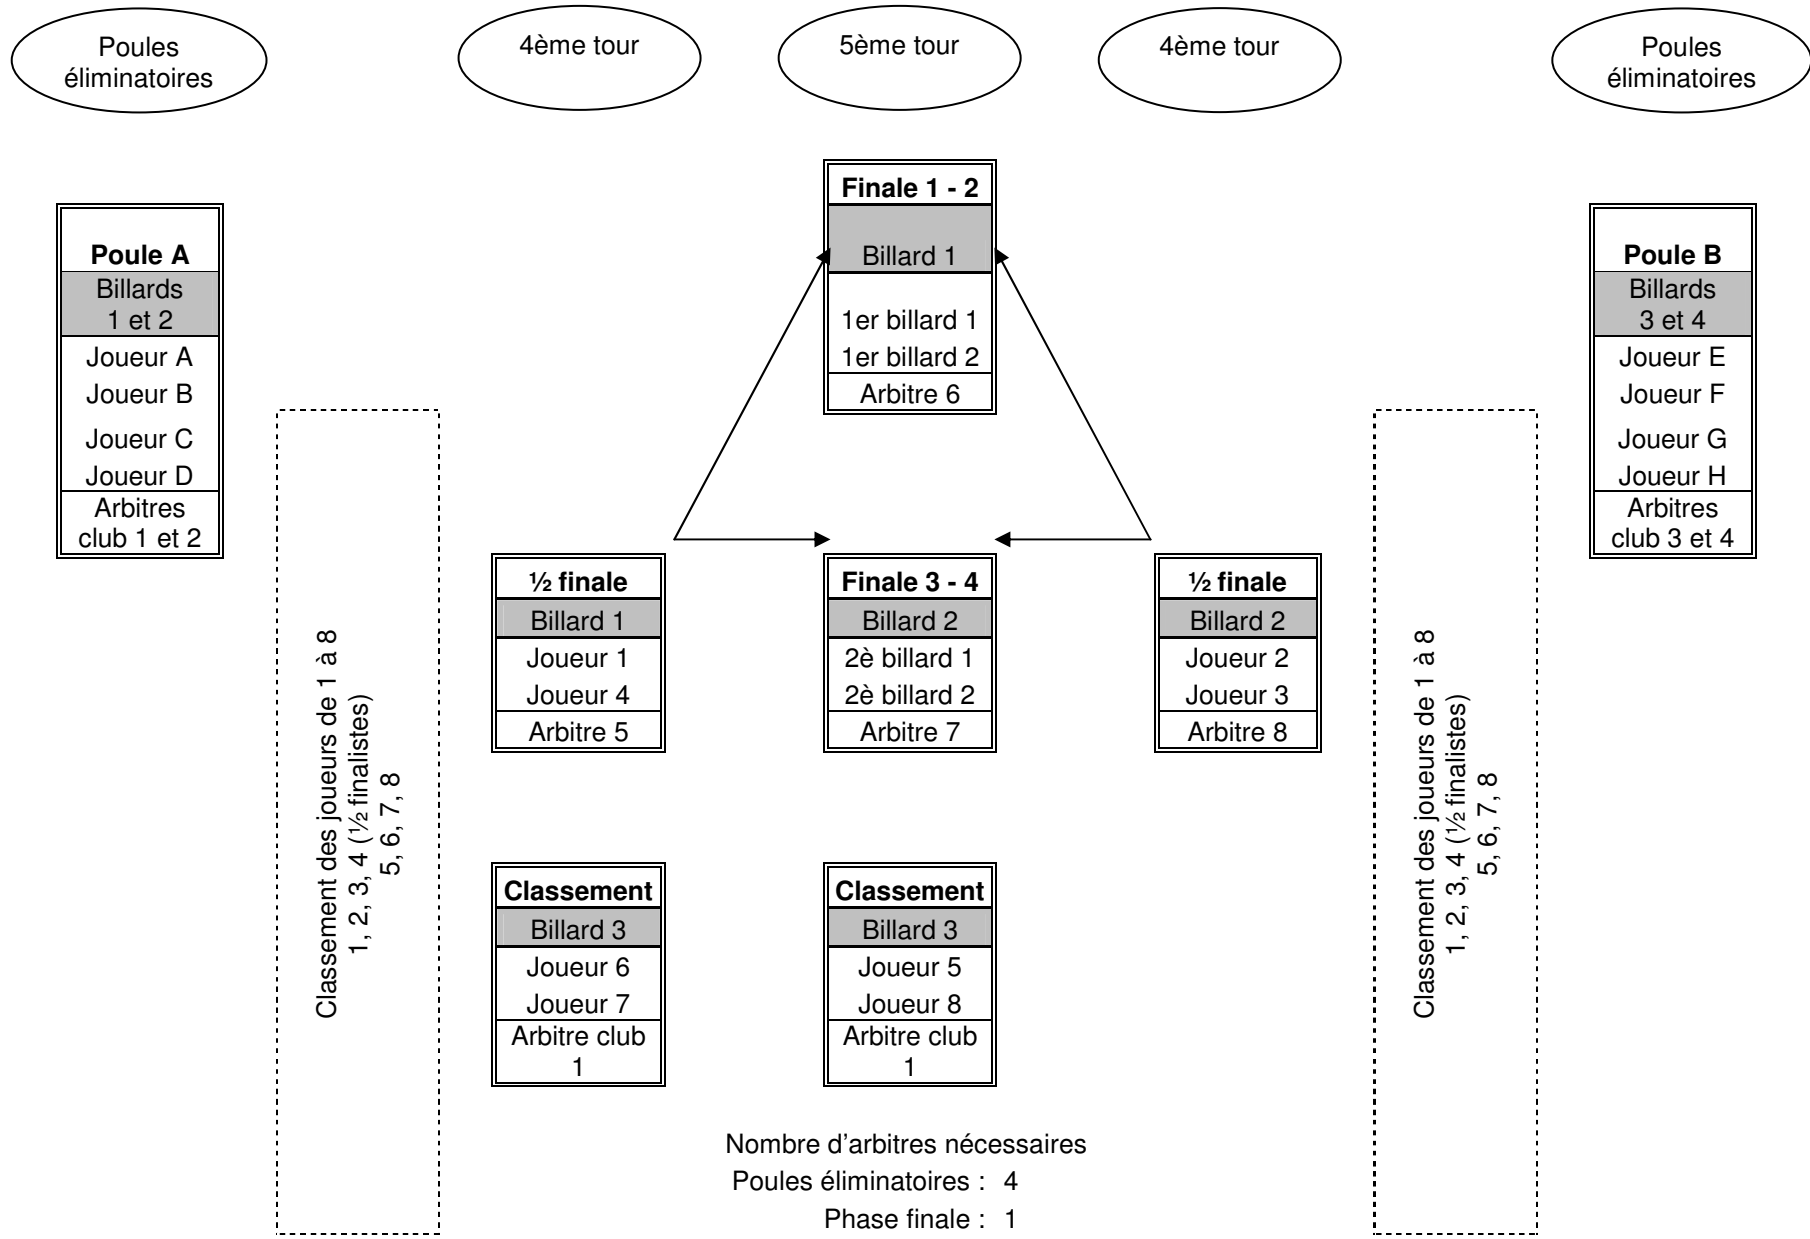 Poules
éliminatoires
4ème tour
5ème tour
4ème tour
Poules
éliminatoires
Poule A
Billards
1 et 2
Joueur A
Joueur B
Joueur C
Joueur D
Arbitres
club 1 et 2
Classement des joueurs de 1 à 8
1, 2, 3, 4 (½ finalistes)
5, 6, 7, 8
½ finale
Billard 1
Joueur 1
Joueur 4
Arbitre 5
Classement
Billard 3
Joueur 6
Joueur 7
Arbitre club
1
Finale 1 - 2
Billard 1
1er billard 1
1er billard 2
Arbitre 6
Finale 3 - 4
Billard 2
2è billard 1
2è billard 2
Arbitre 7
Classement
Billard 3
Joueur 5
Joueur 8
Arbitre club
1
½ finale
Billard 2
Joueur 2
Joueur 3
Arbitre 8
Classement des joueurs de 1 à 8
1, 2, 3, 4 (½ finalistes)
5, 6, 7, 8
Poule B
Billards
3 et 4
Joueur E
Joueur F
Joueur G
Joueur H
Arbitres
club 3 et 4
Nombre d'arbitres nécessaires
Poules éliminatoires : 4
Phase finale : 1